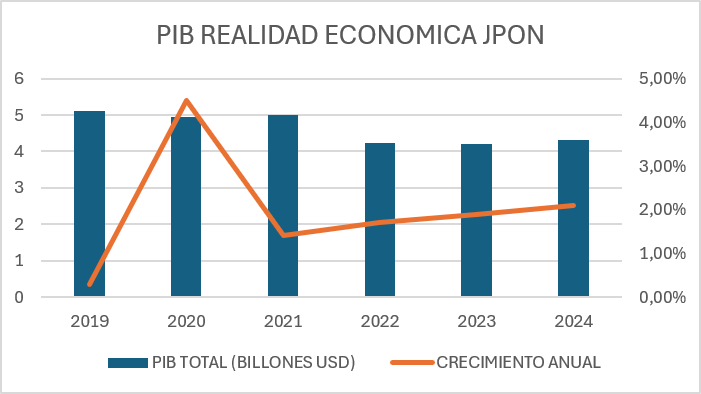 PIB REALIDAD ECONOMICA JPON
6 5,00%
5 4,00%
4 3,00%
3 2,00%
2 1,00%
1 0,00%
0
2019 2020 2021 2022 2023 2024
PIB TOTAL (BILLONES USD) CRECIMIENTO ANUAL